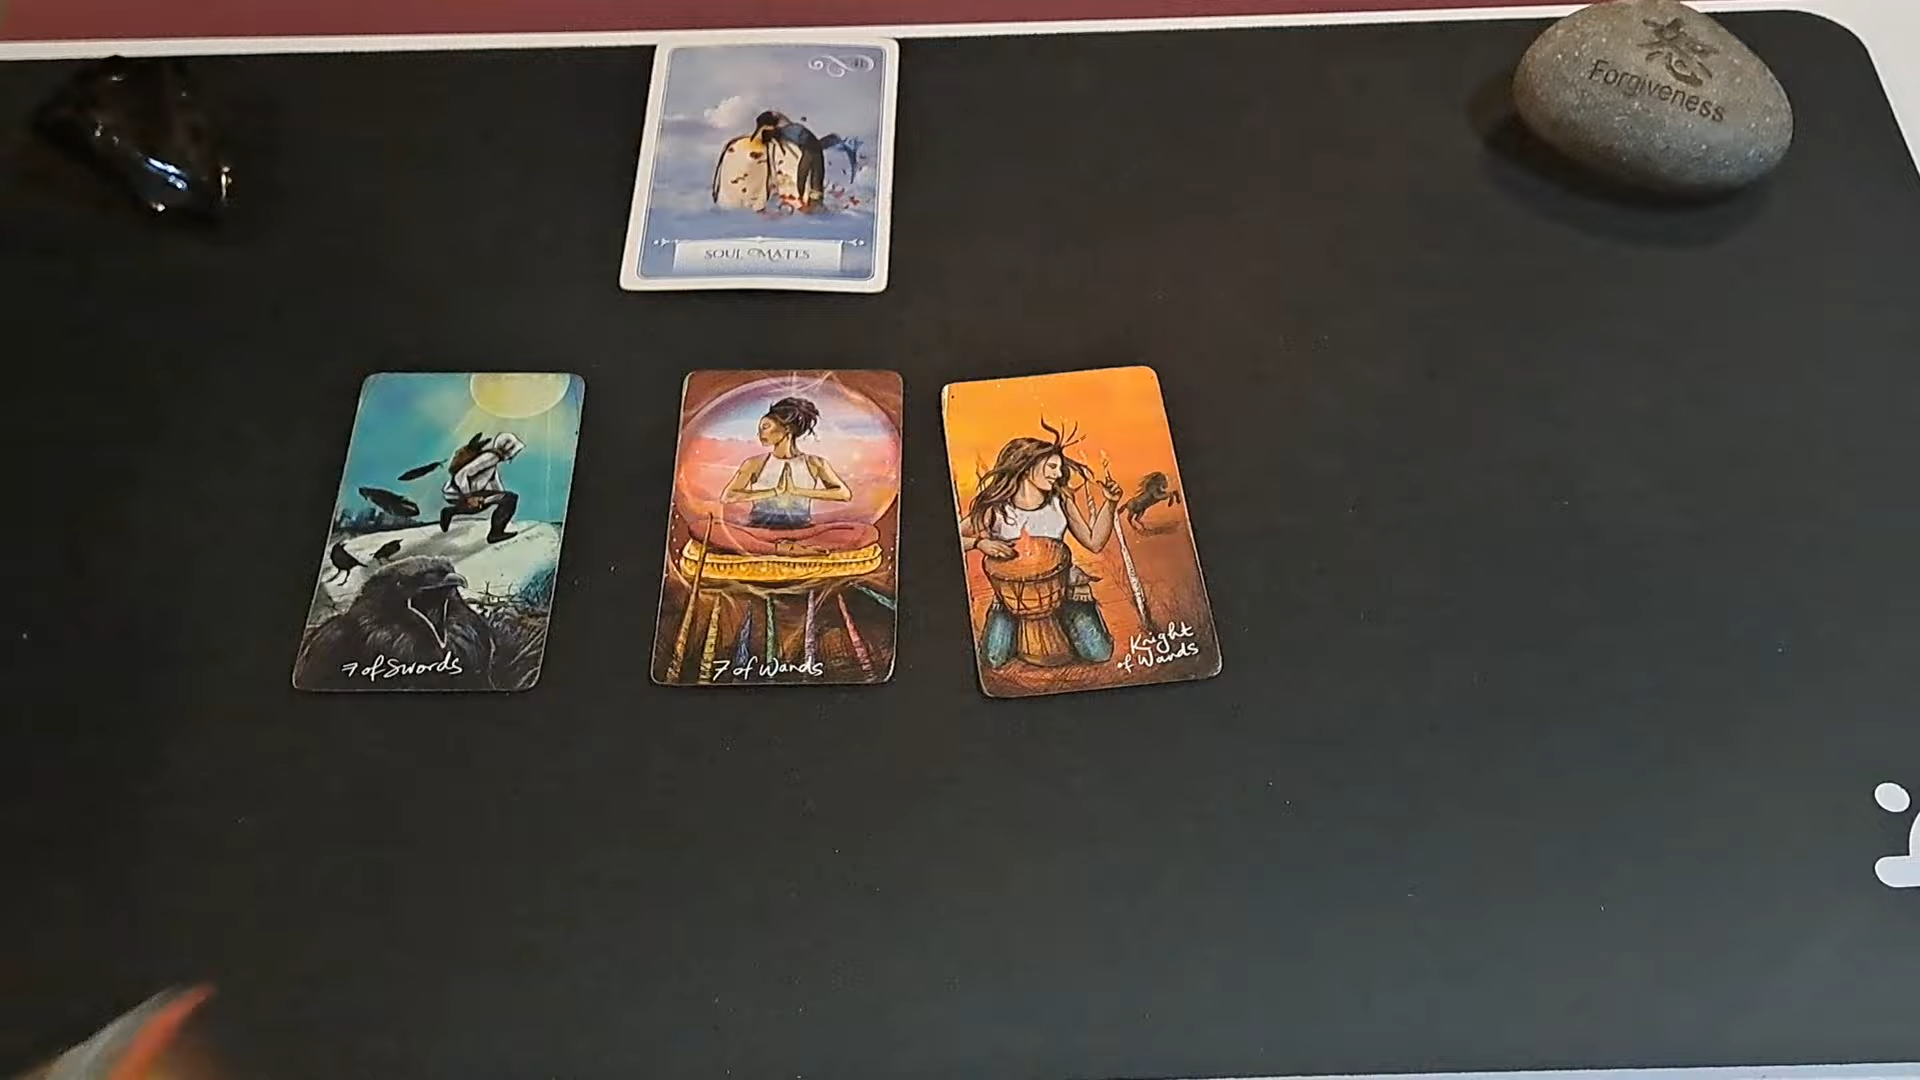 Forgiveness
SOUL MATES
7 of Swords
7 of Wands
Knight
of Wands